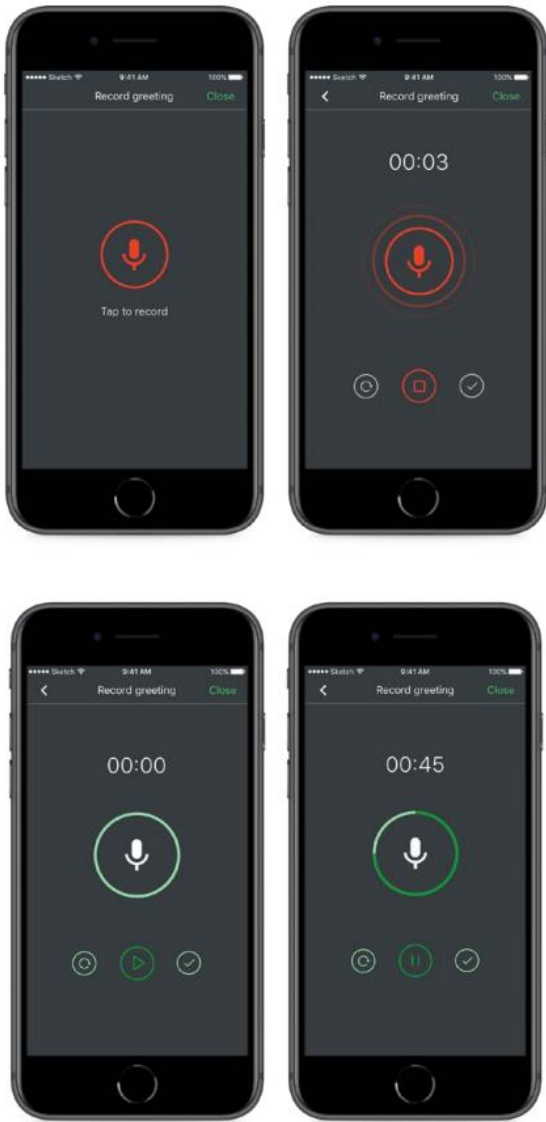 Sketch 9:41 AM 100%
Record greeting Close
Tap to record
Sketch 9:41 AM 100%
Record greeting Close
00:03
Sketch 9:41 AM 100%
Record greeting Close
00:00
Sketch 9:41 AM 100%
Record greeting Close
00:45